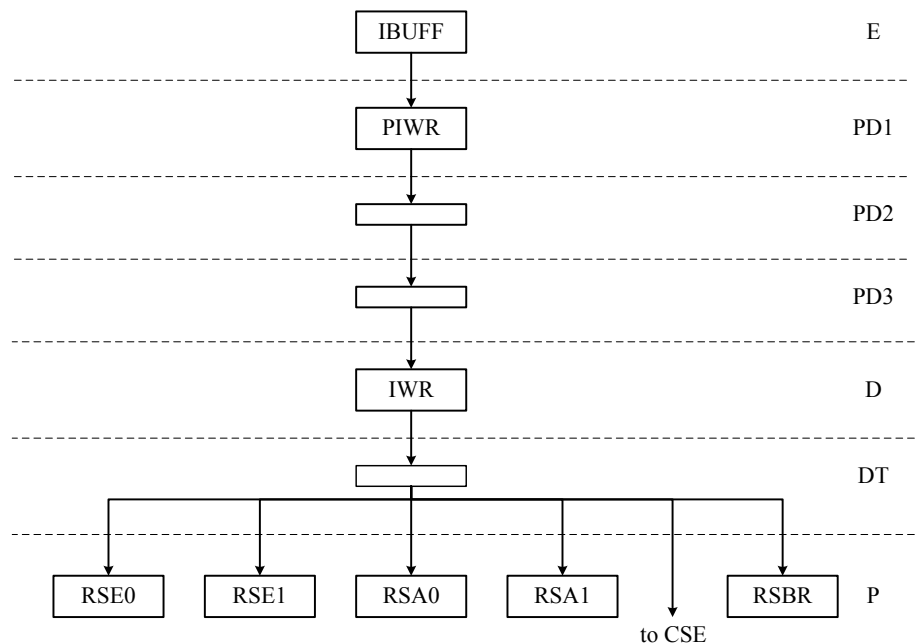 IBUFF E
PIWR PD1
PD2
PD3
IWR D
DT
RSE0 RSE1 RSA0 RSA1 RSBR P
to CSE